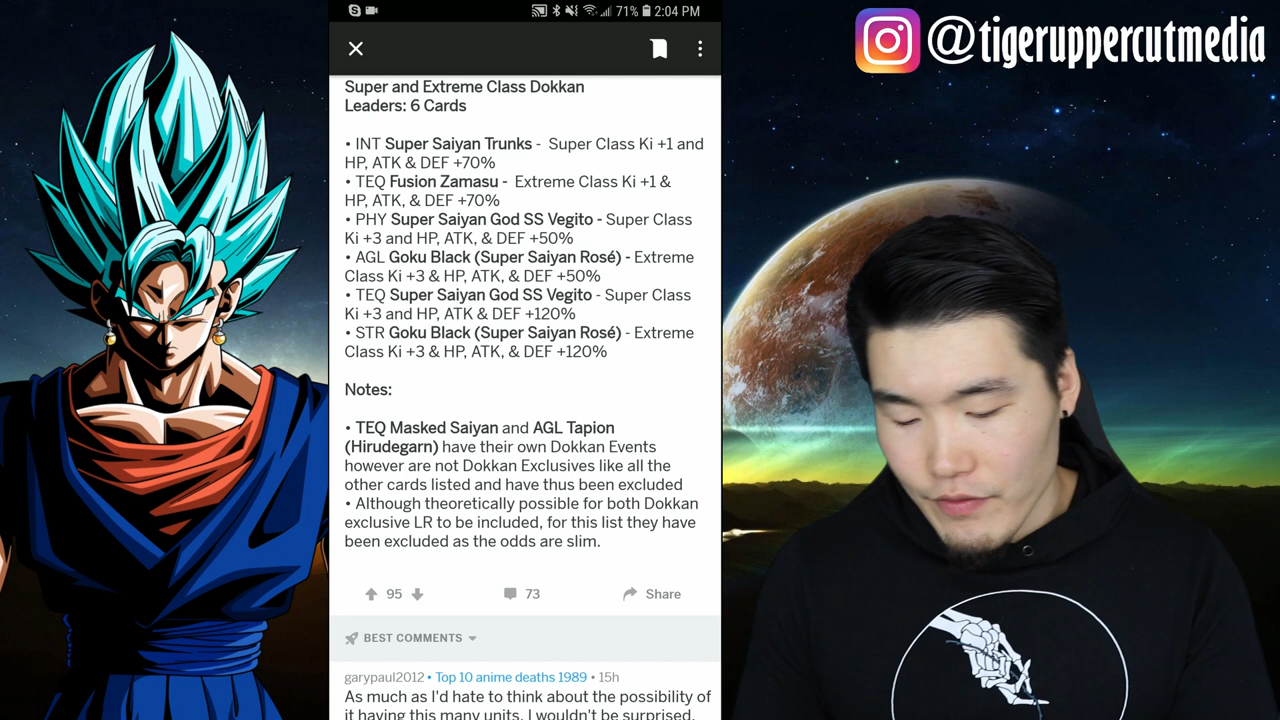 71% 2:04 PM
@tigeruppercutmedia
Super and Extreme Class Dokkan
Leaders: 6 Cards
• INT Super Saiyan Trunks - Super Class Ki +1 and
HP, ATK & DEF +70%
• TEQ Fusion Zamasu - Extreme Class Ki +1 &
HP, ATK, & DEF +70%
• PHY Super Saiyan God SS Vegito - Super Class
Ki +3 and HP, ATK, & DEF +50%
• AGL Goku Black (Super Saiyan Rosé) - Extreme
Class Ki +3 & HP, ATK, & DEF +50%
• TEQ Super Saiyan God SS Vegito - Super Class
Ki +3 and HP, ATK & DEF +120%
• STR Goku Black (Super Saiyan Rosé) - Extreme
Class Ki +3 & HP, ATK, & DEF +120%
Notes:
• TEQ Masked Saiyan and AGL Tapion
(Hirudegarn) have their own Dokkan Events
however are not Dokkan Exclusives like all the
other cards listed and have thus been excluded
• Although theoretically possible for both Dokkan
exclusive LR to be included, for this list they have
been excluded as the odds are slim.
95 73 Share
BEST COMMENTS
garypaul2012 • Top 10 anime deaths 1989 • 15h
As much as I'd hate to think about the possibility of
it having this many units, I wouldn't be surprised.